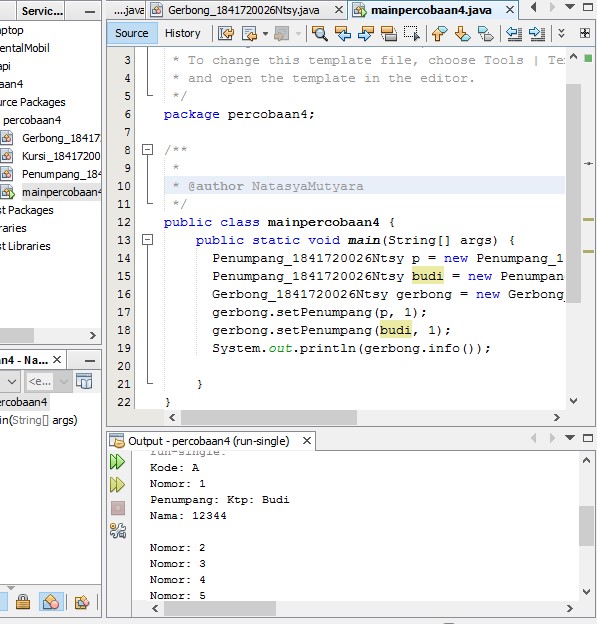 Servic...
...java
Gerbong_1841720026Ntsy.java
mainpercobaan4.java
Source
History
3
* To change this template file, choose Tools | Te
4
* and open the template in the editor.
5
*/
6
package percobaan4;
7
8
/**
9
*
10
* @author NatasyaMutyara
11
*/
12
public class mainpercobaan4 {
13
public static void main(String[] args) {
14
Penumpang_1841720026Ntsy p = new Penumpang_1
15
Penumpang_1841720026Ntsy budi = new Penumpan
16
Gerbong_1841720026Ntsy gerbong = new Gerbong_
17
gerbong.setPenumpang(p, 1);
18
gerbong.setPenumpang(budi, 1);
19
System.out.println(gerbong.info());
20
21
}
22
}
ptop
entalMobil
api
aan4
urce Packages
percobaan4
Gerbong_18417
Kursi_18417200
Penumpang_184
mainpercobaan4
st Packages
raries
st Libraries
n4 - Na...
<e...
ercobaan4
in(String[] args)
Output - percobaan4 (run-single)
run-single:
Kode: A
Nomor: 1
Penumpang: Ktp: Budi
Nama: 12344
Nomor: 2
Nomor: 3
Nomor: 4
Nomor: 5